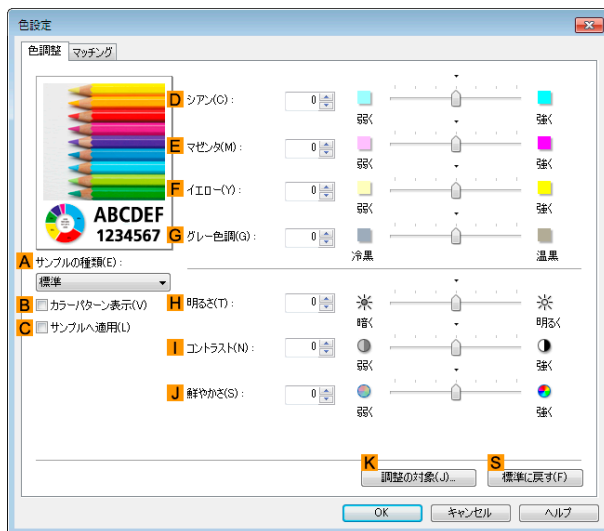 色設定
色調整 マッチング
ABCDEF
1234567
A サンプルの種類(E):
標準
B カラーパターン表示(V)
C サンプルへ適用(L)
D シアン(C): 0 弱く 強く
E マゼンタ(M): 0 弱く 強く
F イエロー(Y): 0 弱く 強く
G グレー色調(G): 0 冷黒 温黒
H 明るさ(T): 0 暗く 明るく
I コントラスト(N): 0 弱く 強く
J 鮮やかさ(S): 0 弱く 強く
K 調整の対象(J)... S 標準に戻す(F)
OK キャンセル ヘルプ